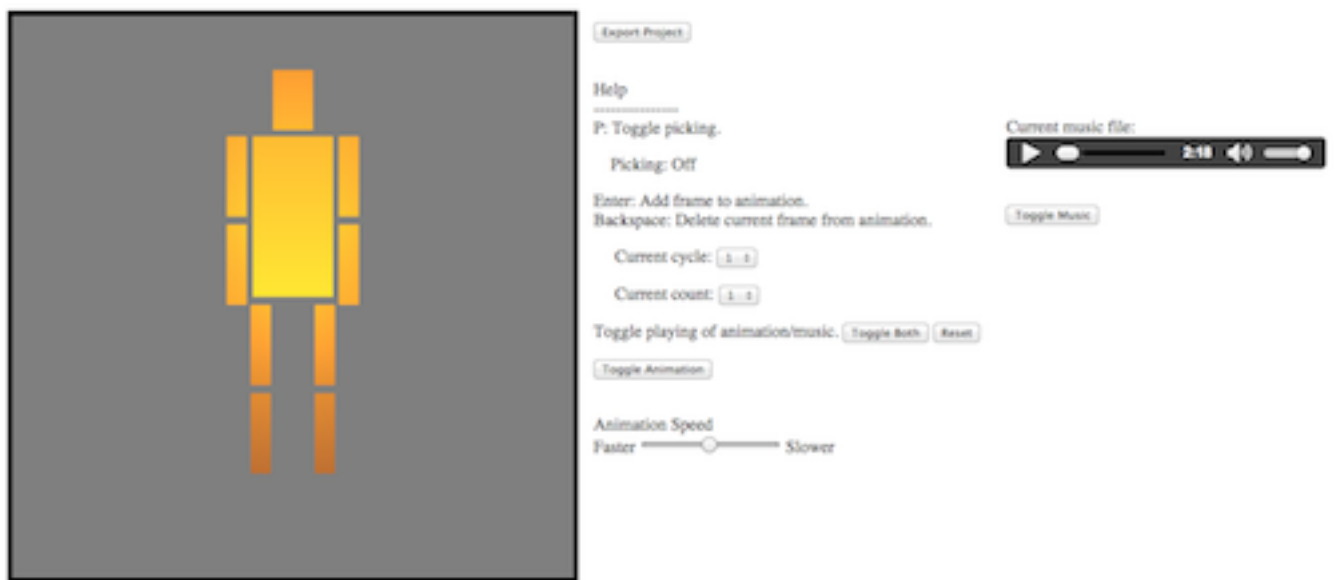 Export Project
Help
-----------------
P: Toggle picking.
Picking: Off
Enter: Add frame to animation.
Backspace: Delete current frame from animation.
Current cycle: 1
Current count: 1
Toggle playing of animation/music. Toggle Both Reset
Toggle Animation
Animation Speed
Faster Slower
Current music file:
2:18
Toggle Music